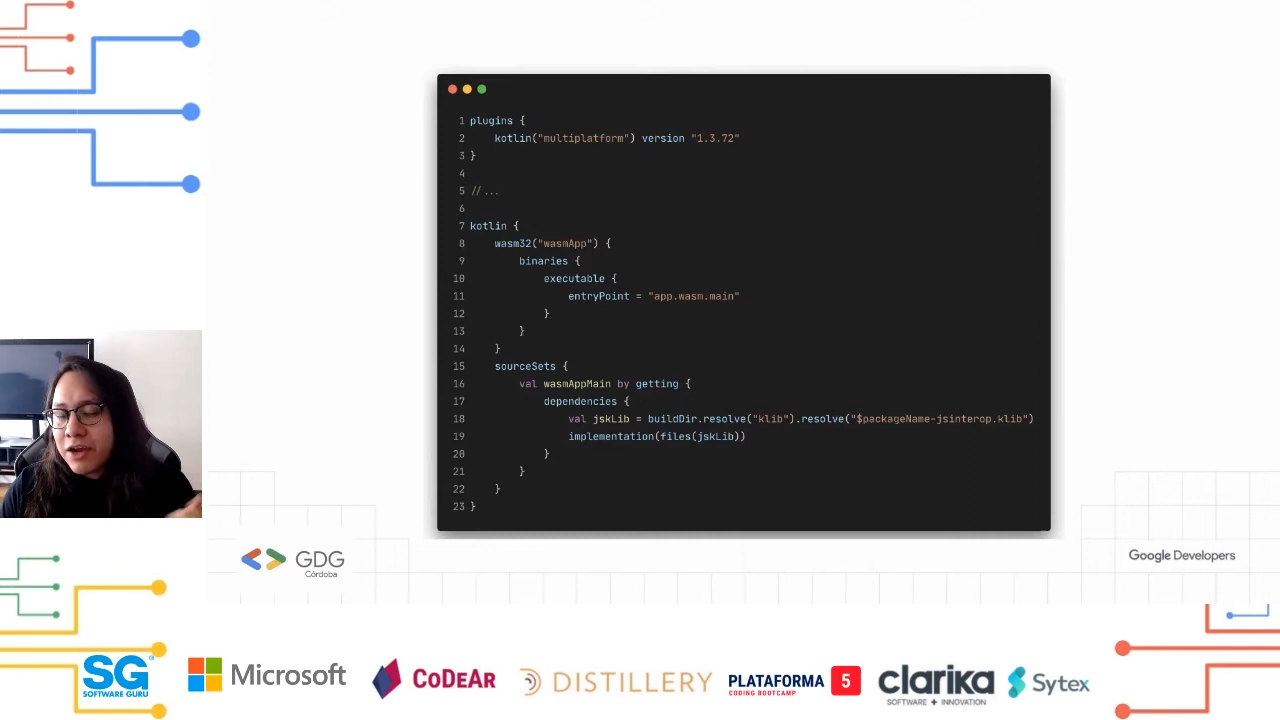 1 plugins {
2 kotlin("multiplatform") version "1.3.72"
3 }
4
5 //...
6
7 kotlin {
8 wasm32("wasmApp") {
9 binaries {
10 executable {
11 entryPoint = "app.wasm.main"
12 }
13 }
14 }
15 sourceSets {
16 val wasmAppMain by getting {
17 dependencies {
18 val jskLib = buildDir.resolve("klib").resolve("$packageName-jsinterop.klib")
19 implementation(files(jskLib))
20 }
21 }
22 }
23 }
GDG
Córdoba
Google Developers
SG
SOFTWARE GURU
Microsoft
CoDeAr
DISTILLERY
PLATAFORMA 5
CODING BOOTCAMP
clarika
SOFTWARE + INNOVATION
Sytex